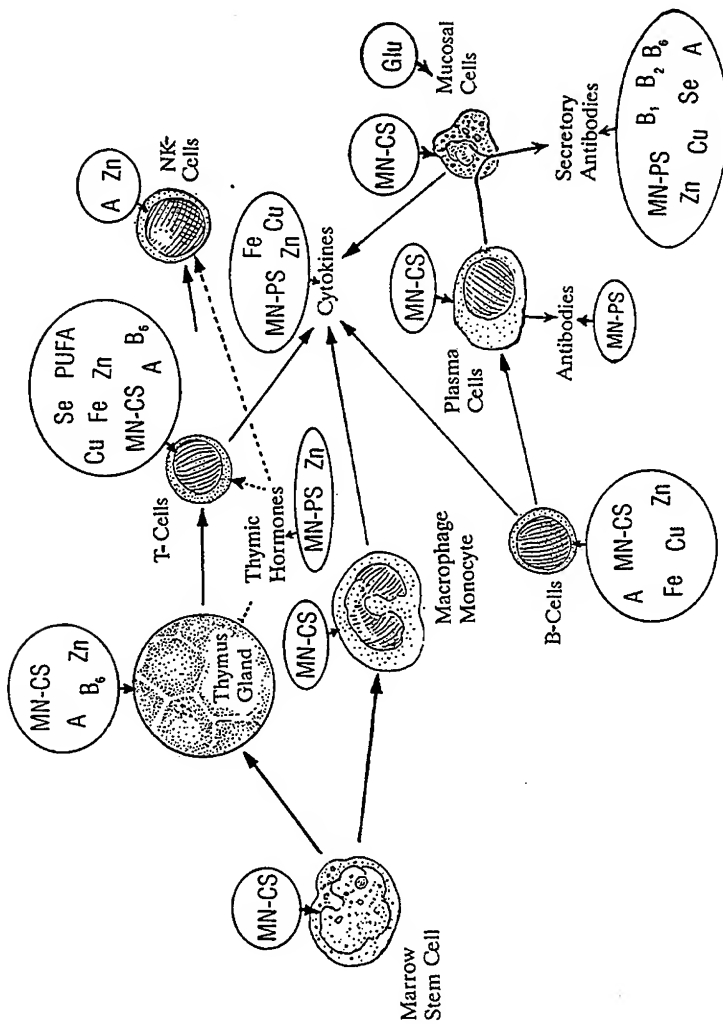 Marrow
Stem Cell
MN-CS
MN-CS
A B6 Zn
Thymus
Gland
Thymic
Hormones
MN-PS Zn
T-Cells
Se PUFA
Cu Fe Zn
MN-CS A B6
NK-
Cells
A Zn
MN-CS
Macrophage
Monocyte
MN-PS Fe Cu
Zn
Cytokines
B-Cells
A MN-CS
Fe Cu Zn
Plasma
Cells
MN-CS
Antibodies
MN-PS
MN-CS
Glu
Mucosal
Cells
Secretory
Antibodies
MN-PS B1 B2 B6
Zn Cu Se A